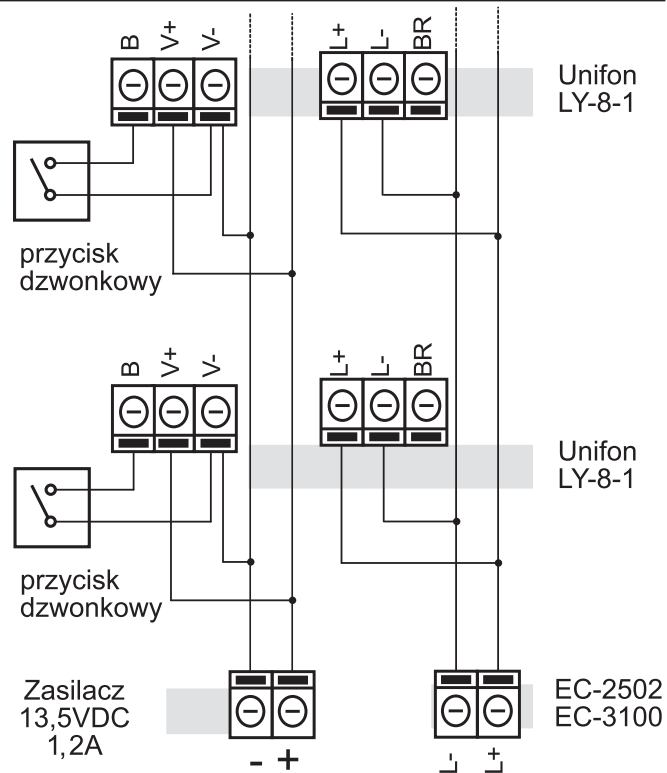 B V+ V-
L+ L- BR
Unifon
LY-8-1
przycisk
dzwonkowy
B V+ V-
L+ L- BR
Unifon
LY-8-1
przycisk
dzwonkowy
Zasilacz
13,5VDC
1,2A
- +
L- L+
EC-2502
EC-3100